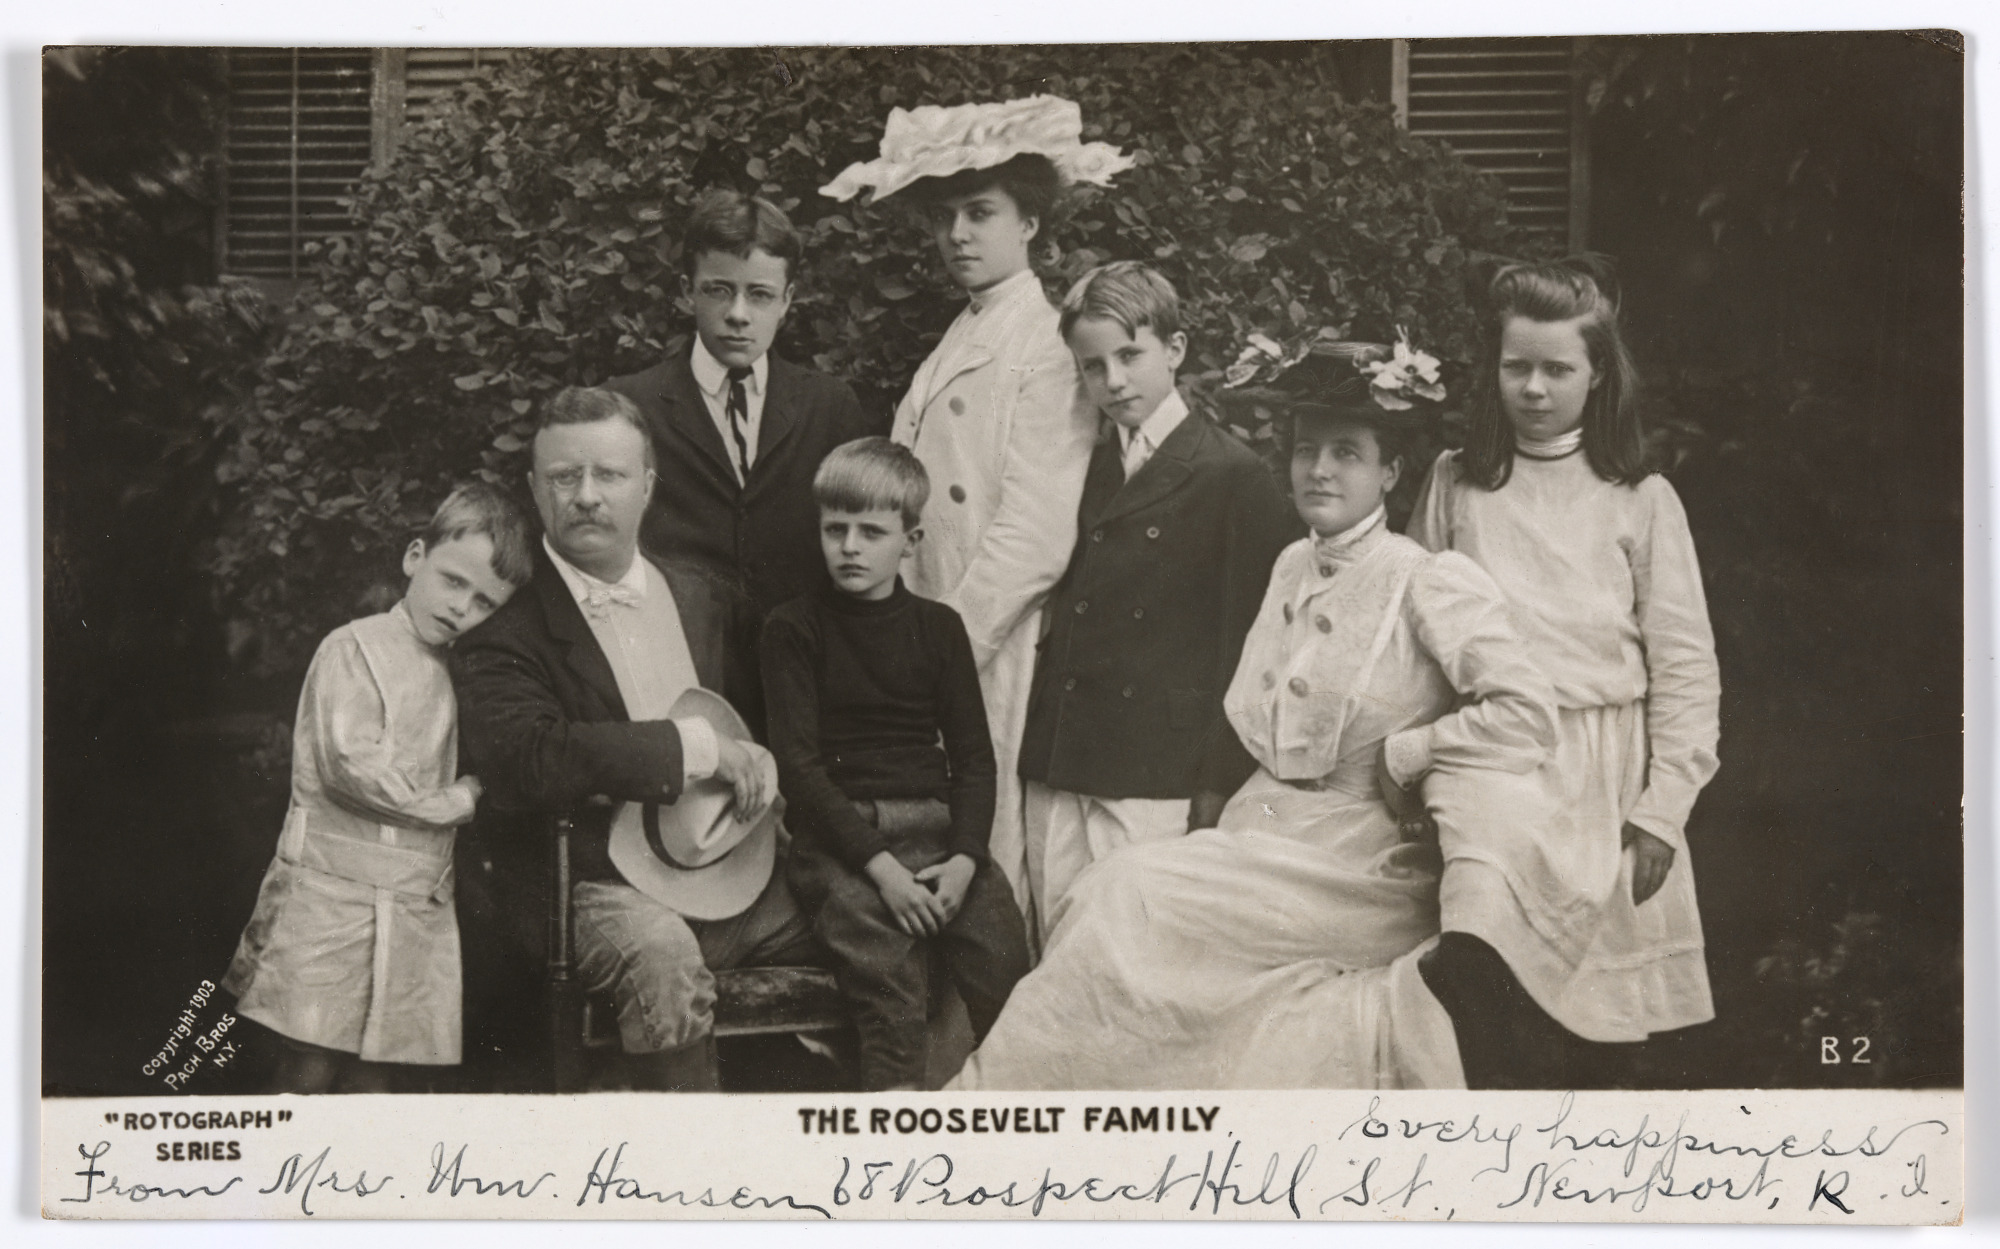 Copyright 1903
PACH BROS
N.Y.
B 2
"ROTOGRAPH"
SERIES
THE ROOSEVELT FAMILY.
Every happiness
From Mrs. Wm. Hansen 68 Prospect Hill St., Newport, R.I.